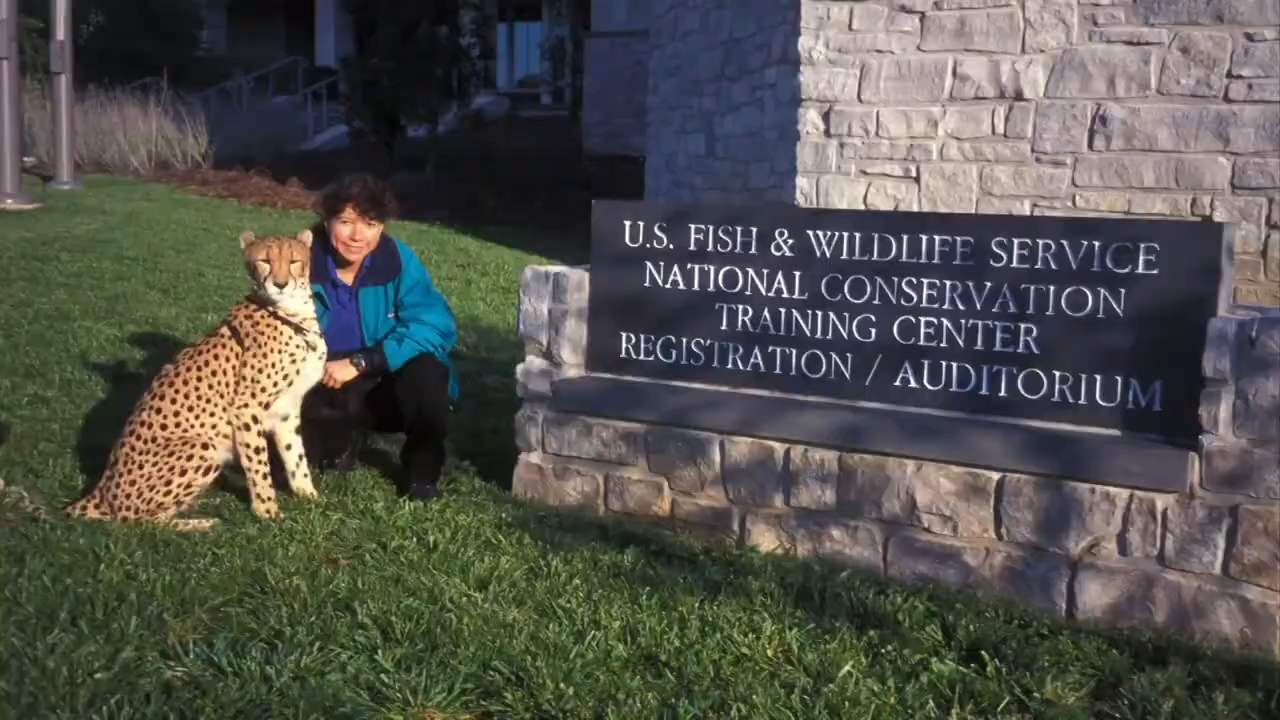 U.S. FISH & WILDLIFE SERVICE
NATIONAL CONSERVATION
TRAINING CENTER
REGISTRATION / AUDITORIUM